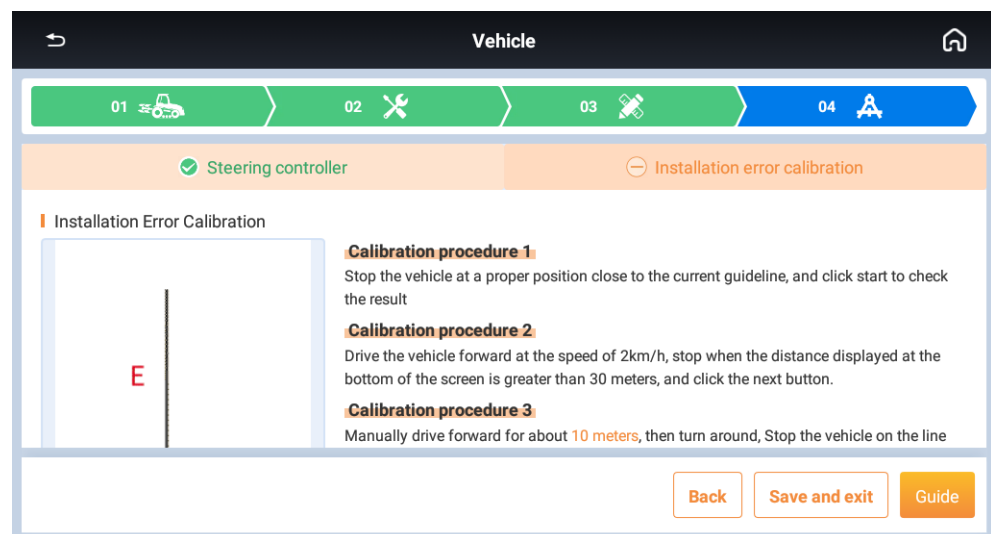 Vehicle
01
02
03
04
Steering controller
Installation error calibration
Installation Error Calibration
E
Calibration procedure 1
Stop the vehicle at a proper position close to the current guideline, and click start to check
the result
Calibration procedure 2
Drive the vehicle forward at the speed of 2km/h, stop when the distance displayed at the
bottom of the screen is greater than 30 meters, and click the next button.
Calibration procedure 3
Manually drive forward for about 10 meters, then turn around, Stop the vehicle on the line
Back
Save and exit
Guide